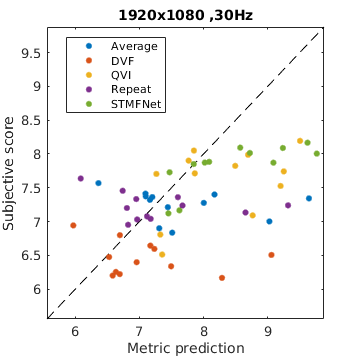 1920x1080 ,30Hz
Average
DVF
QVI
Repeat
STMFNet
Subjective score
9.5
9
8.5
8
7.5
7
6.5
6
6
7
8
9
Metric prediction